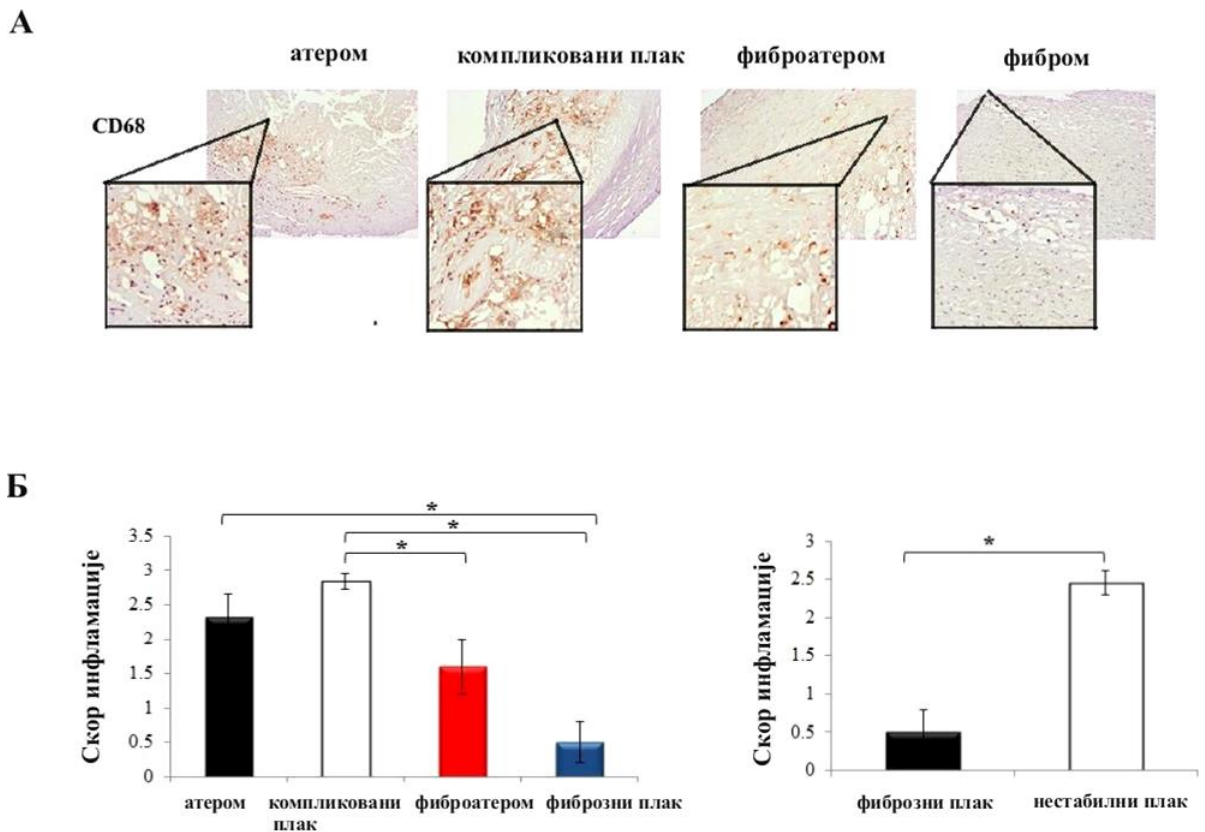 А
атером
компликовани плак
фиброатером
фибром
CD68
Б
*
*
*
Скор инфламације
3.5
3
2.5
2
1.5
1
0.5
0
атером
компликовани
плак
фиброатером
фиброзни плак
*
Скор инфламације
3
2.5
2
1.5
1
0.5
0
фиброзни плак
нестабилни плак